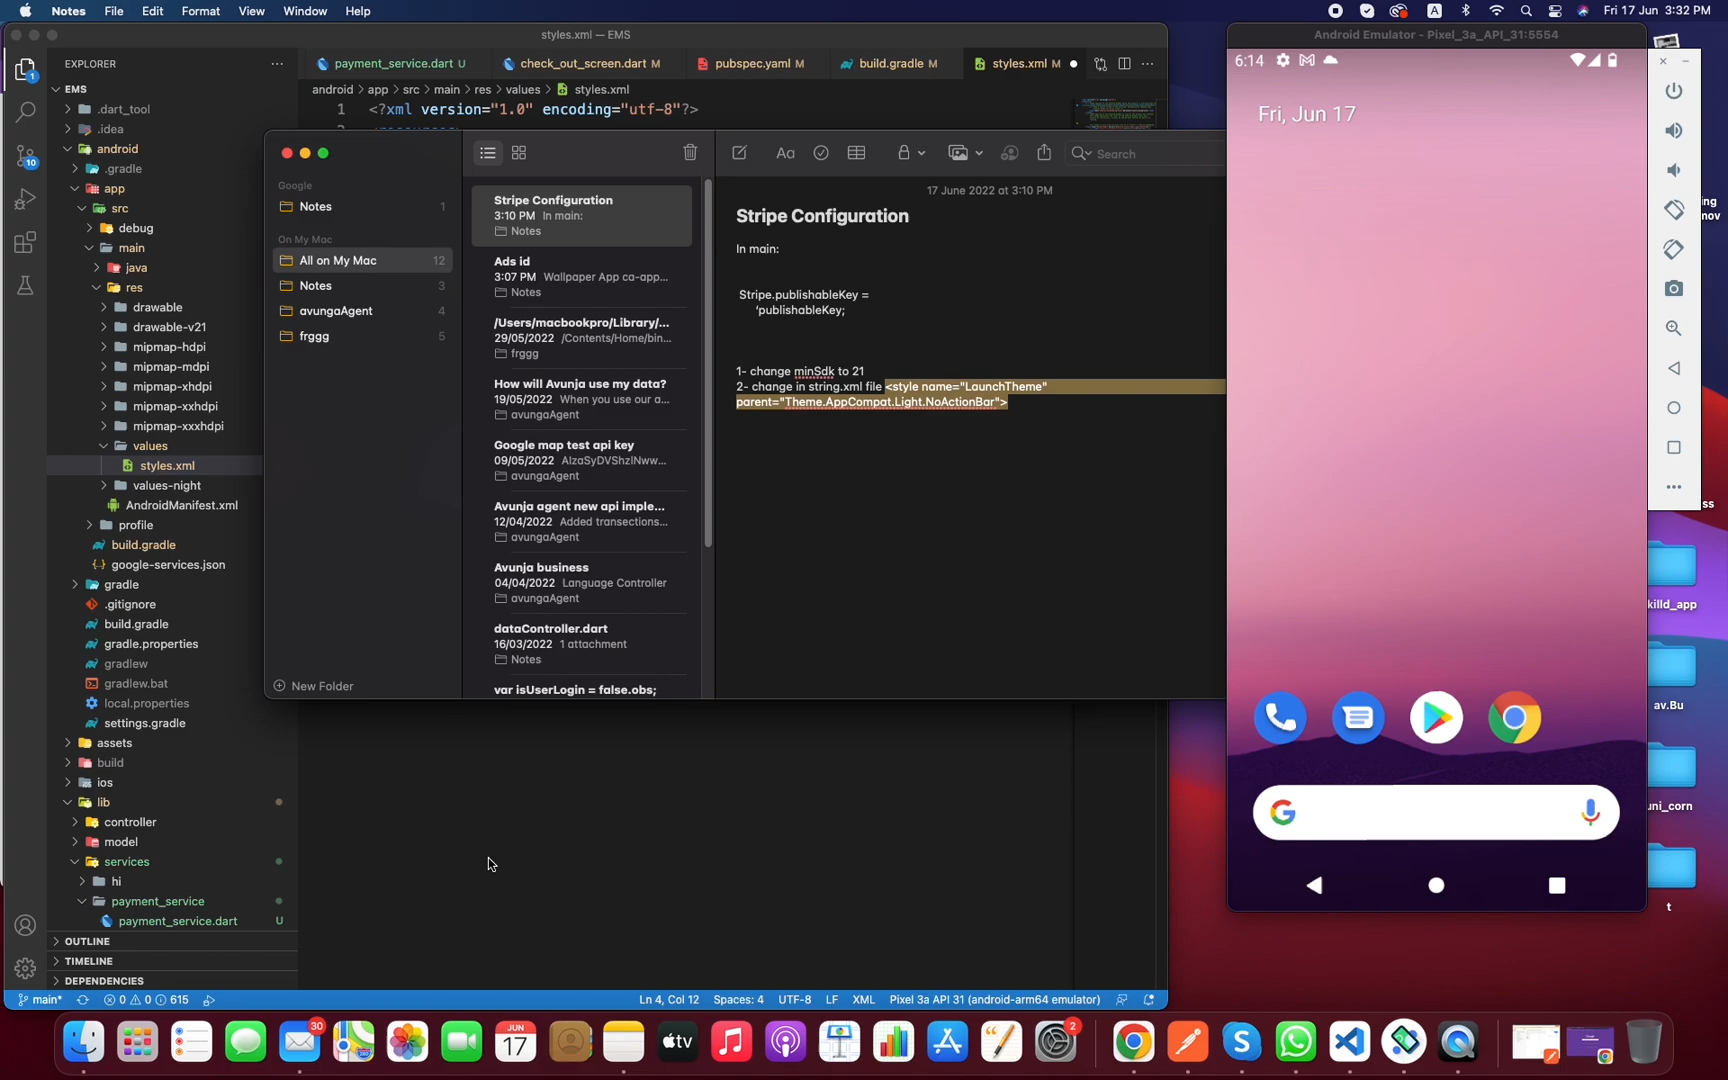 Notes File Edit Format View Window Help
A Fri 17 Jun 3:32 PM
styles.xml — EMS
EXPLORER
payment_service.dart U
check_out_screen.dart M
pubspec.yaml M
build.gradle M
styles.xml M
android > app > src > main > res > values > styles.xml
1 <?xml version="1.0" encoding="utf-8"?>
EMS
.dart_tool
.idea
android
.gradle
app
src
debug
main
java
res
drawable
drawable-v21
mipmap-hdpi
mipmap-mdpi
mipmap-xhdpi
mipmap-xxhdpi
mipmap-xxxhdpi
values
styles.xml
values-night
AndroidManifest.xml
profile
build.gradle
google-services.json
gradle
.gitignore
build.gradle
gradle.properties
gradlew
gradlew.bat
local.properties
settings.gradle
assets
build
ios
lib
controller
model
services
hi
payment_service
payment_service.dart U
OUTLINE
TIMELINE
DEPENDENCIES
1
10
Google
Notes 1
On My Mac
All on My Mac 12
Notes 3
avungaAgent 4
frggg 5
New Folder
Stripe Configuration
3:10 PM In main:
Notes
Ads id
3:07 PM Wallpaper App ca-app...
Notes
/Users/macbookpro/Library/...
29/05/2022 /Contents/Home/bin...
frggg
How will Avunja use my data?
19/05/2022 When you use our a...
avungaAgent
Google map test api key
09/05/2022 AIzaSyDVShzINww...
avungaAgent
Avunja agent new api imple...
12/04/2022 Added transections...
avungaAgent
Avunja business
04/04/2022 Language Controller
avungaAgent
dataController.dart
16/03/2022 1 attachment
Notes
var isUserLogin = false.obs;
Aa
Search
17 June 2022 at 3:10 PM
Stripe Configuration
In main:
Stripe.publishableKey =
'publishableKey;
1- change minSdk to 21
2- change in string.xml file <style name="LaunchTheme"
parent="Theme.AppCompat.Light.NoActionBar">
Android Emulator - Pixel_3a_API_31:5554
6:14
Fri, Jun 17
G
ing
nov
ss
killd_app
av.Bu
uni_corn
t
main* 0 0 615
Ln 4, Col 12 Spaces: 4 UTF-8 LF XML Pixel 3a API 31 (android-arm64 emulator)
30
JUN
17
tv
2